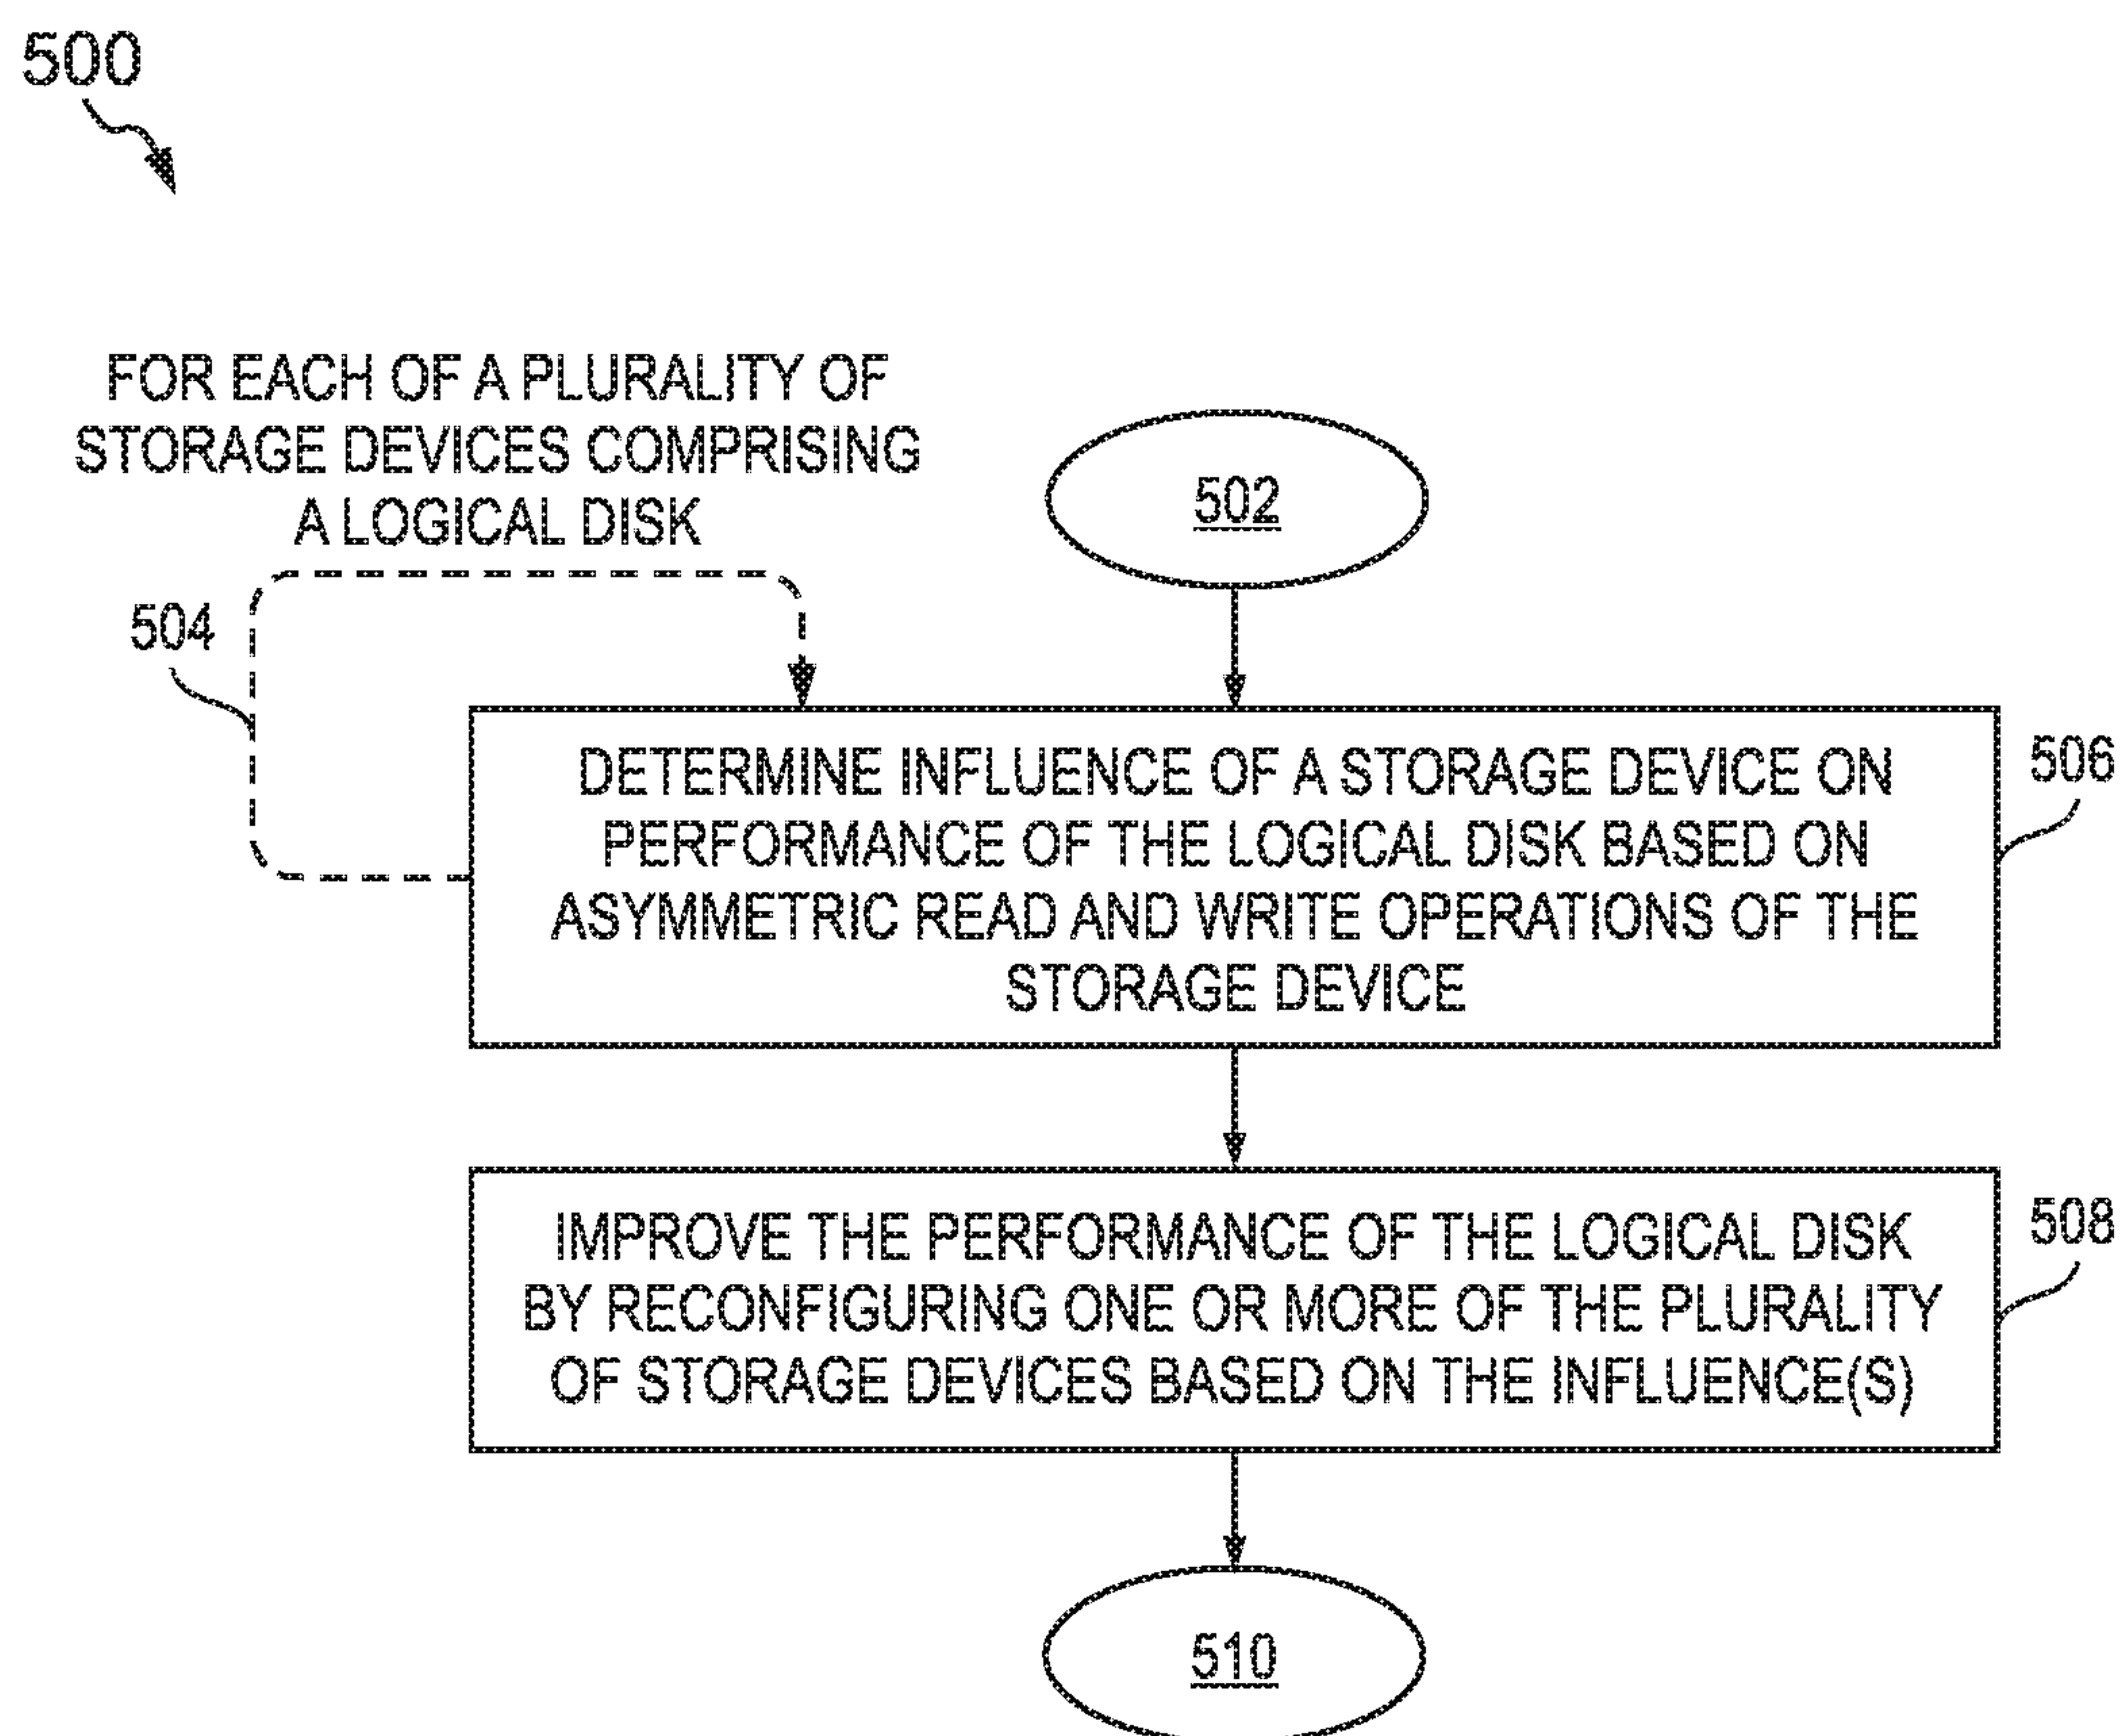 500
FOR EACH OF A PLURALITY OF
STORAGE DEVICES COMPRISING
A LOGICAL DISK
502
504
DETERMINE INFLUENCE OF A STORAGE DEVICE ON
PERFORMANCE OF THE LOGICAL DISK BASED ON
ASYMMETRIC READ AND WRITE OPERATIONS OF THE
STORAGE DEVICE
506
IMPROVE THE PERFORMANCE OF THE LOGICAL DISK
BY RECONFIGURING ONE OR MORE OF THE PLURALITY
OF STORAGE DEVICES BASED ON THE INFLUENCE(S)
508
510